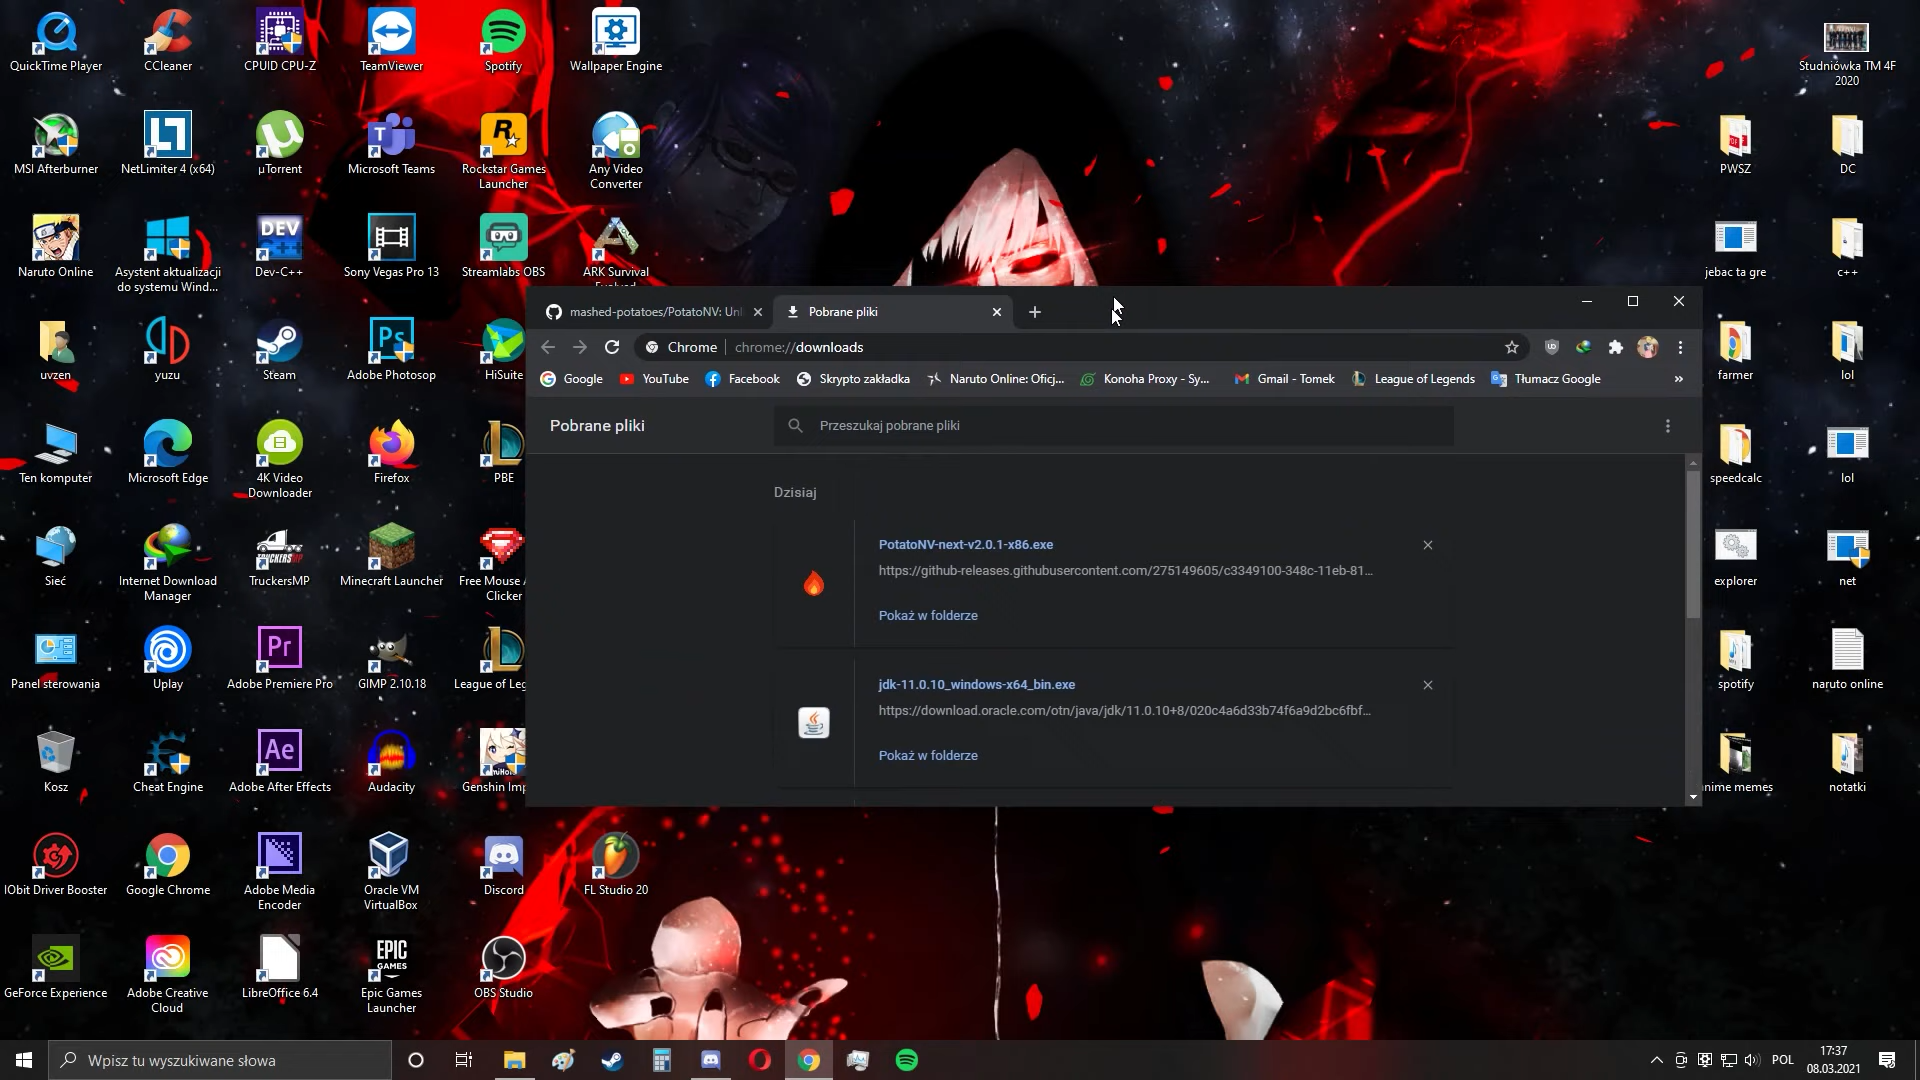 QuickTime Player
CCleaner
CPUID CPU-Z
TeamViewer
Spotify
Wallpaper Engine
Studniówka TM 4F
2020
MSI Afterburner
NetLimiter 4 (x64)
µTorrent
Microsoft Teams
Rockstar Games
Launcher
Any Video
Converter
PWSZ
DC
Naruto Online
Asystent aktualizacji
do systemu Wind...
DEV
C++
Dev-C++
Sony Vegas Pro 13
Streamlabs OBS
ARK Survival
jebac ta gre
c++
mashed-potatoes/PotatoNV: Unl
Pobrane pliki
uvzen
yuzu
Steam
Adobe Photosop
HiSuite
Chrome
chrome://downloads
farmer
lol
Google
YouTube
Facebook
Skrypto zakładka
Naruto Online: Oficj...
Konoha Proxy - Sy...
Gmail - Tomek
League of Legends
Tłumacz Google
»
Pobrane pliki
Przeszukaj pobrane pliki
Ten komputer
Microsoft Edge
4K Video
Downloader
Firefox
PBE
speedcalc
lol
Dzisiaj
PotatoNV-next-v2.0.1-x86.exe
https://github-releases.githubusercontent.com/275149605/c3349100-348c-11eb-81...
Pokaż w folderze
Sieć
Internet Download
Manager
TruckersMP
Minecraft Launcher
Free Mouse
Clicker
explorer
net
jdk-11.0.10_windows-x64_bin.exe
https://download.oracle.com/otn/java/jdk/11.0.10+8/020c4a6d33b74f6a9d2bc6fbf...
Pokaż w folderze
Panel sterowania
Uplay
Adobe Premiere Pro
GIMP 2.10.18
League of Leg
spotify
naruto online
Kosz
Cheat Engine
Adobe After Effects
Audacity
Genshin Imp
anime memes
notatki
IObit Driver Booster
Google Chrome
Adobe Media
Encoder
Oracle VM
VirtualBox
Discord
FL Studio 20
EPIC
GAMES
GeForce Experience
Adobe Creative
Cloud
LibreOffice 6.4
Epic Games
Launcher
OBS Studio
Wpisz tu wyszukiwane słowa
POL
17:37
08.03.2021